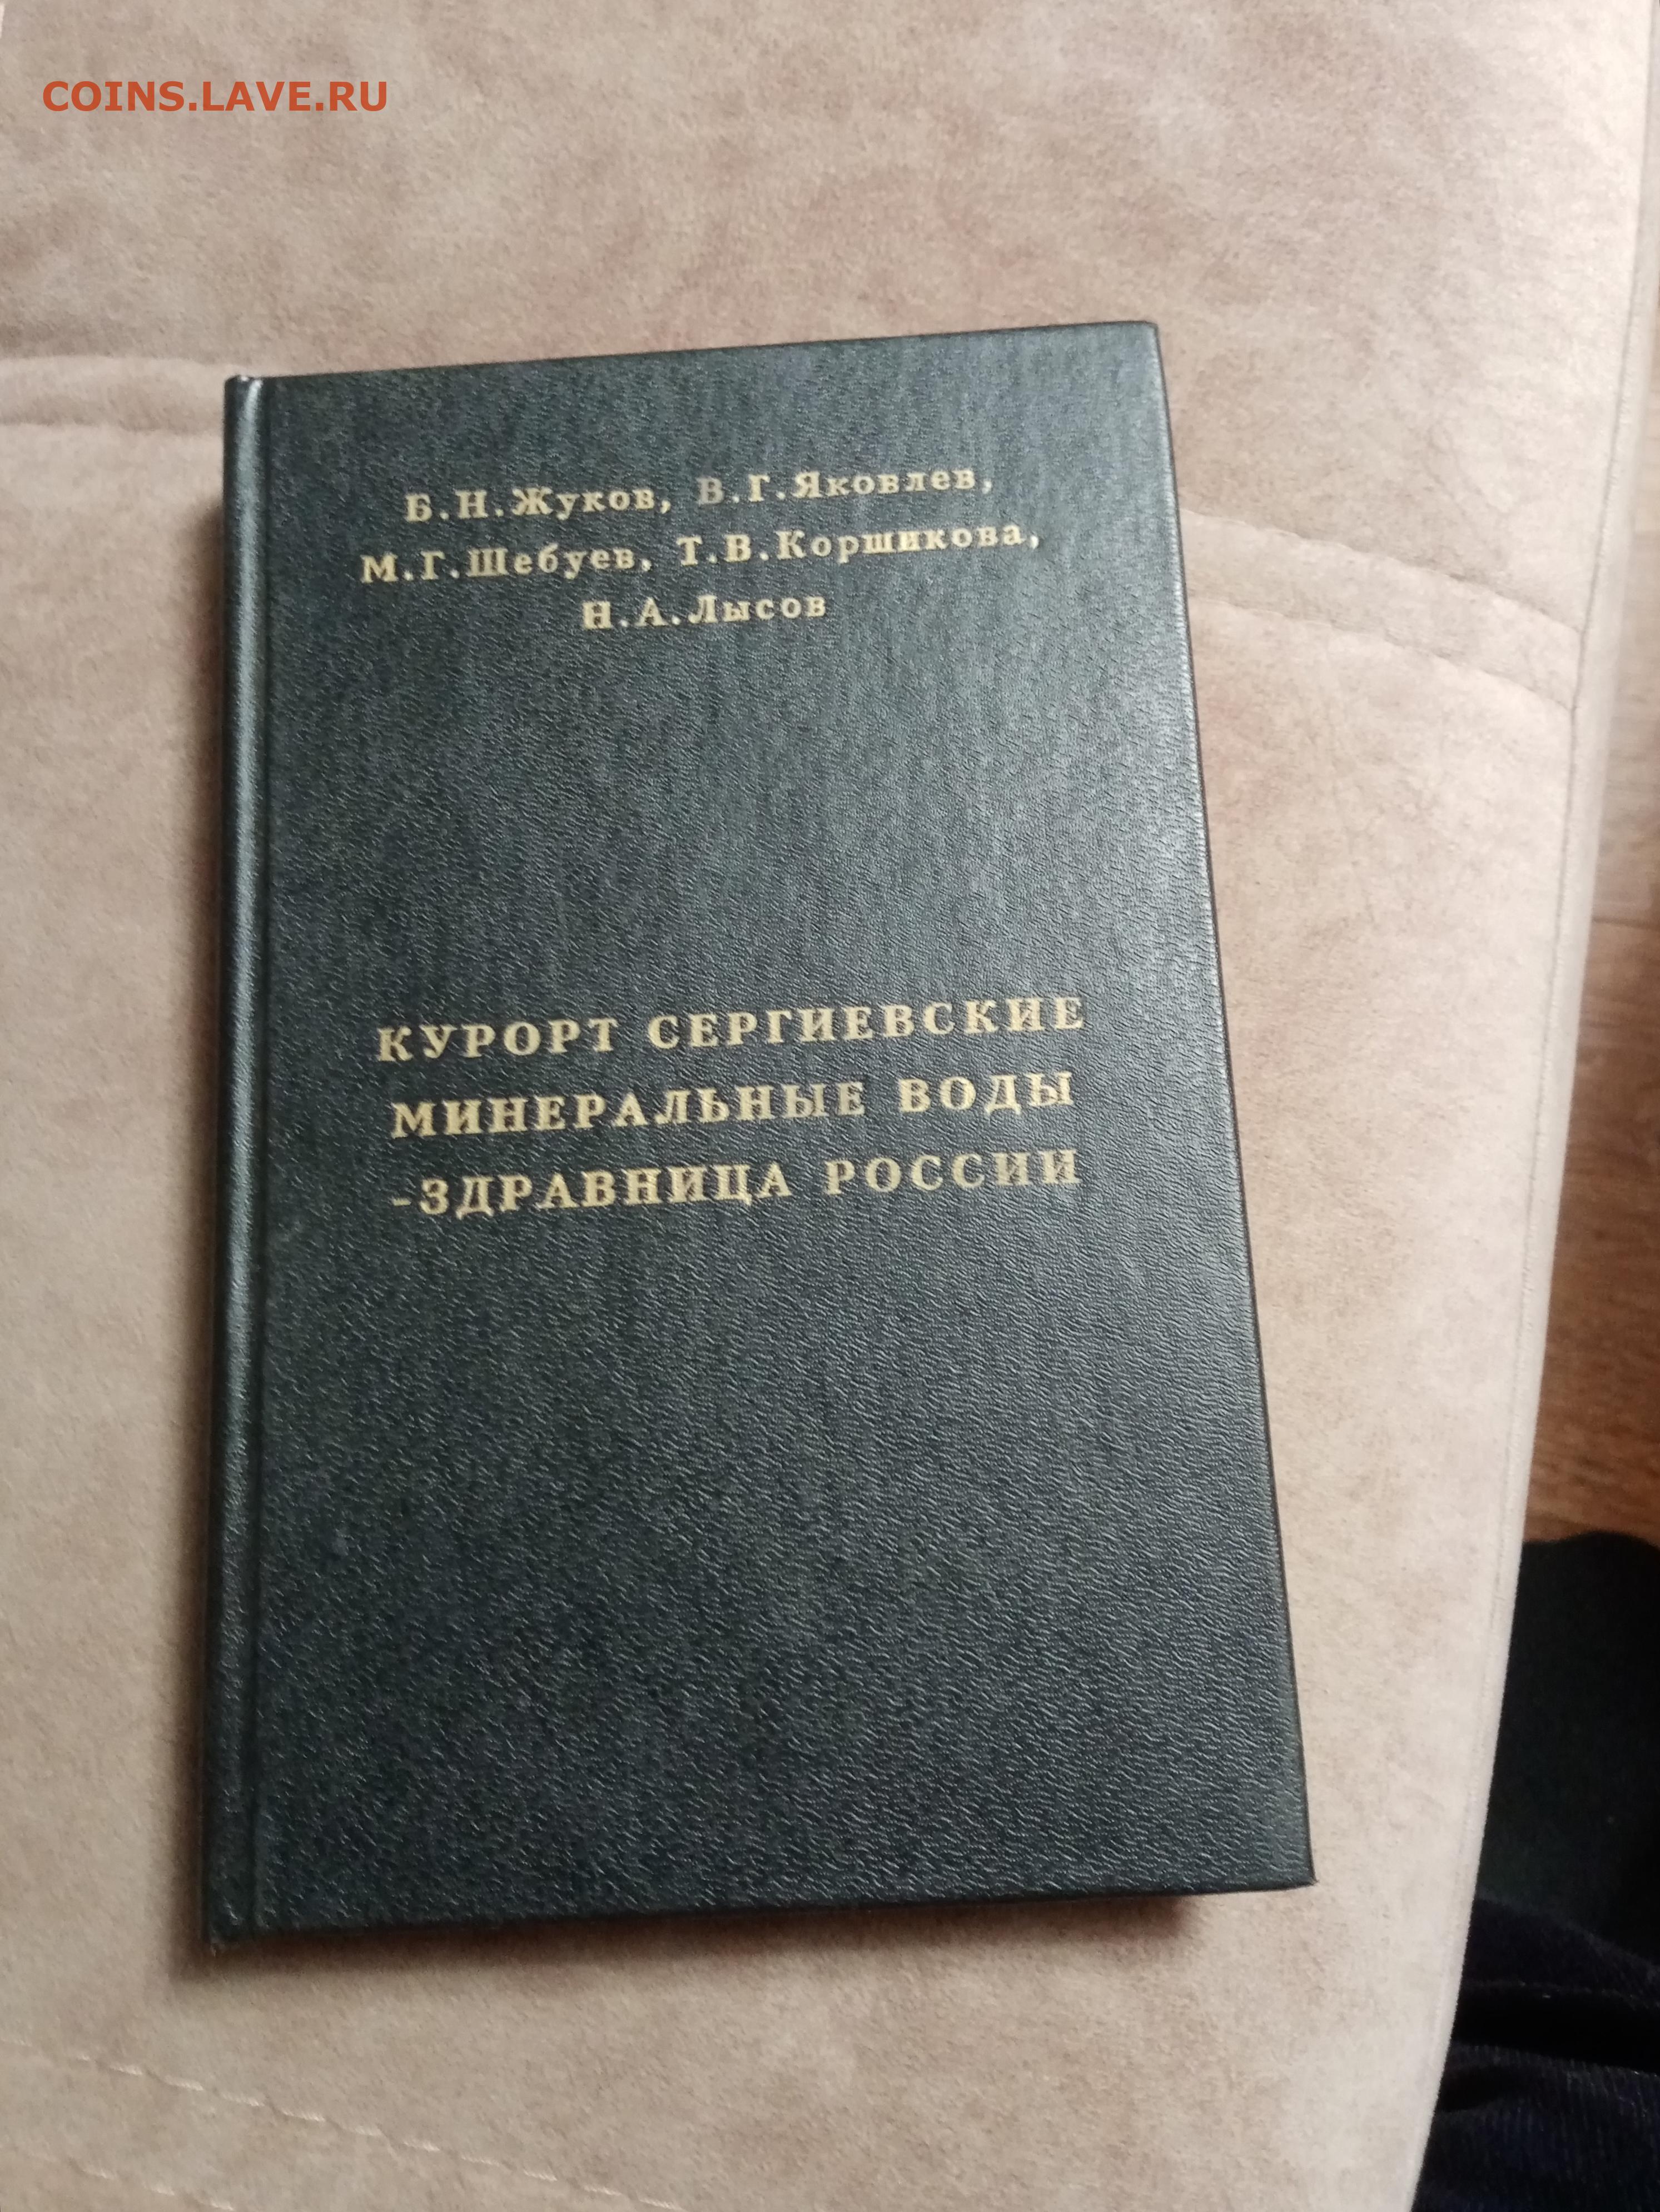 COINS.LAVE.RU
Б.Н.Жуков, В.Г.Яковлев,
М.Г.Шебуев, Т.В.Коршикова,
Н.А.Лысов
КУРОРТ СЕРГИЕВСКИЕ
МИНЕРАЛЬНЫЕ ВОДЫ
-ЗДРАВНИЦА РОССИИ